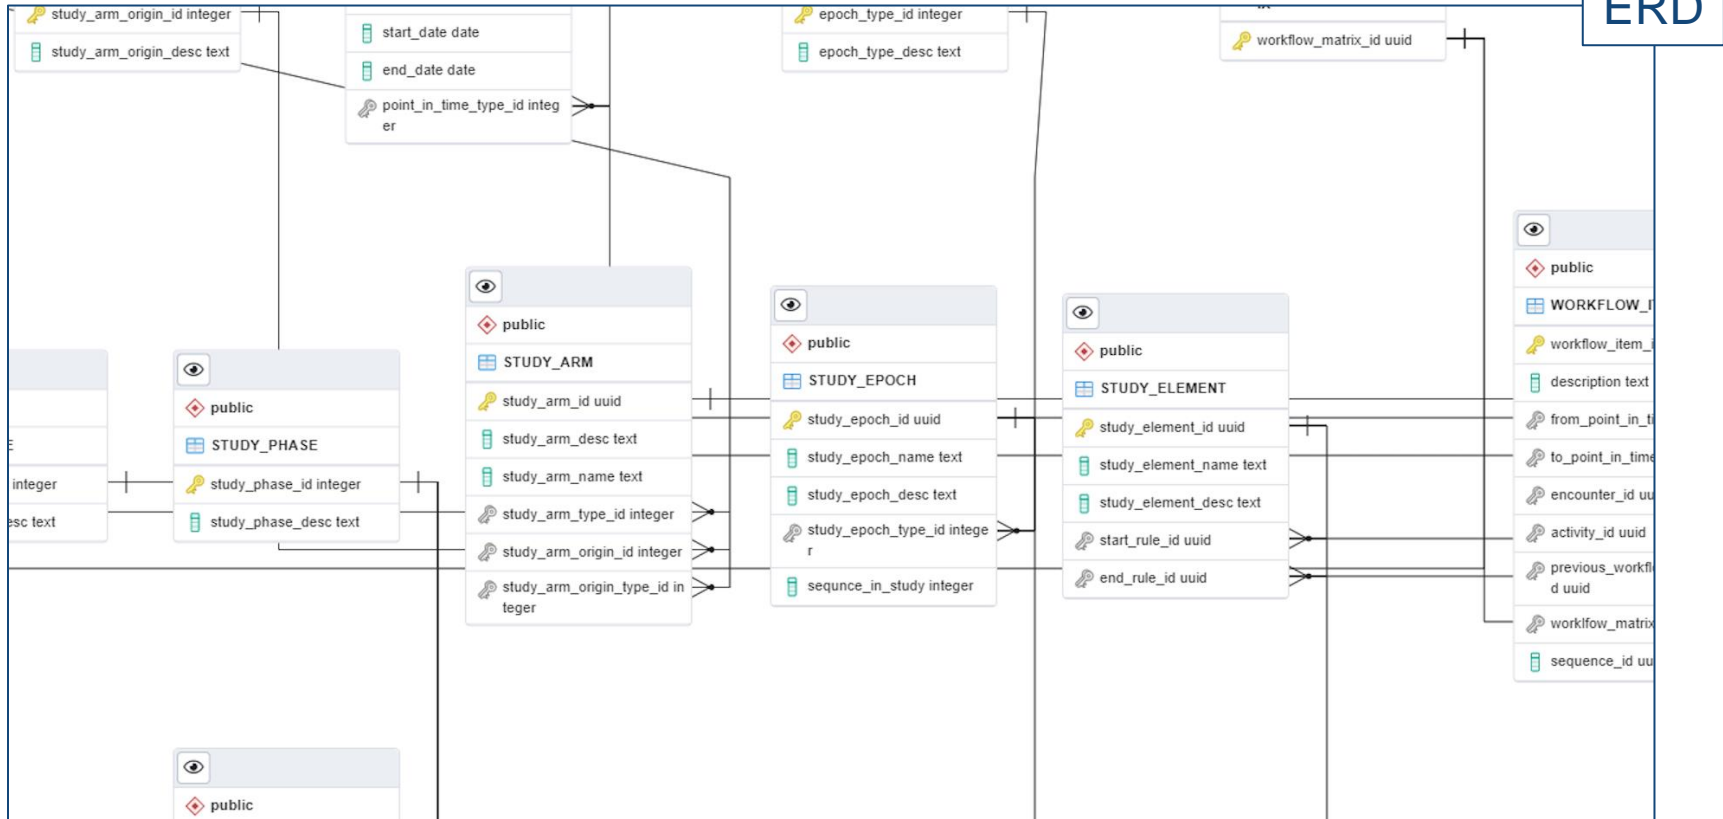 ERD
study_arm_origin_id integer
study_arm_origin_desc text
start_date date
end_date date
point_in_time_type_id integ
er
epoch_type_id integer
epoch_type_desc text
workflow_matrix_id uuid
integer
esc text
public
STUDY_PHASE
study_phase_id integer
study_phase_desc text
public
STUDY_ARM
study_arm_id uuid
study_arm_desc text
study_arm_name text
study_arm_type_id integer
study_arm_origin_id integer
study_arm_origin_type_id in
teger
public
STUDY_EPOCH
study_epoch_id uuid
study_epoch_name text
study_epoch_desc text
study_epoch_type_id intege
r
sequnce_in_study integer
public
STUDY_ELEMENT
study_element_id uuid
study_element_name text
study_element_desc text
start_rule_id uuid
end_rule_id uuid
public
WORKFLOW_I
workflow_item_i
description text
from_point_in_ti
to_point_in_time
encounter_id uu
activity_id uuid
previous_workfl
d uuid
worklfow_matrix
sequence_id uu
public